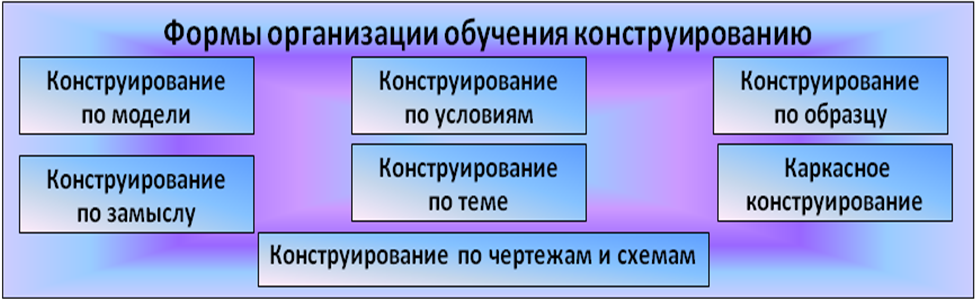 Формы организации обучения конструированию
Конструирование
по модели
Конструирование
по условиям
Конструирование
по образцу
Конструирование
по замыслу
Конструирование
по теме
Каркасное
конструирование
Конструирование по чертежам и схемам